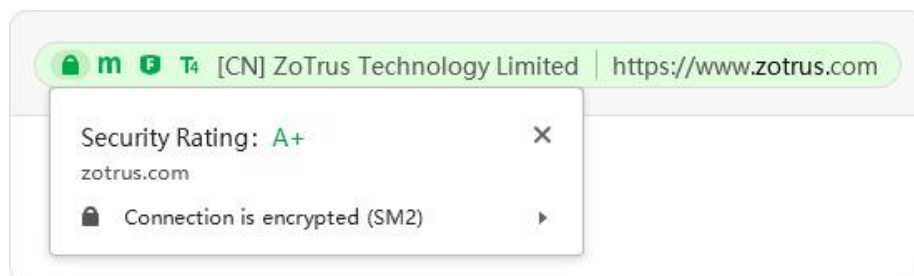 m F T4 [CN] ZoTrus Technology Limited | https://www.zotrus.com
Security Rating: A+
zotrus.com
Connection is encrypted (SM2)